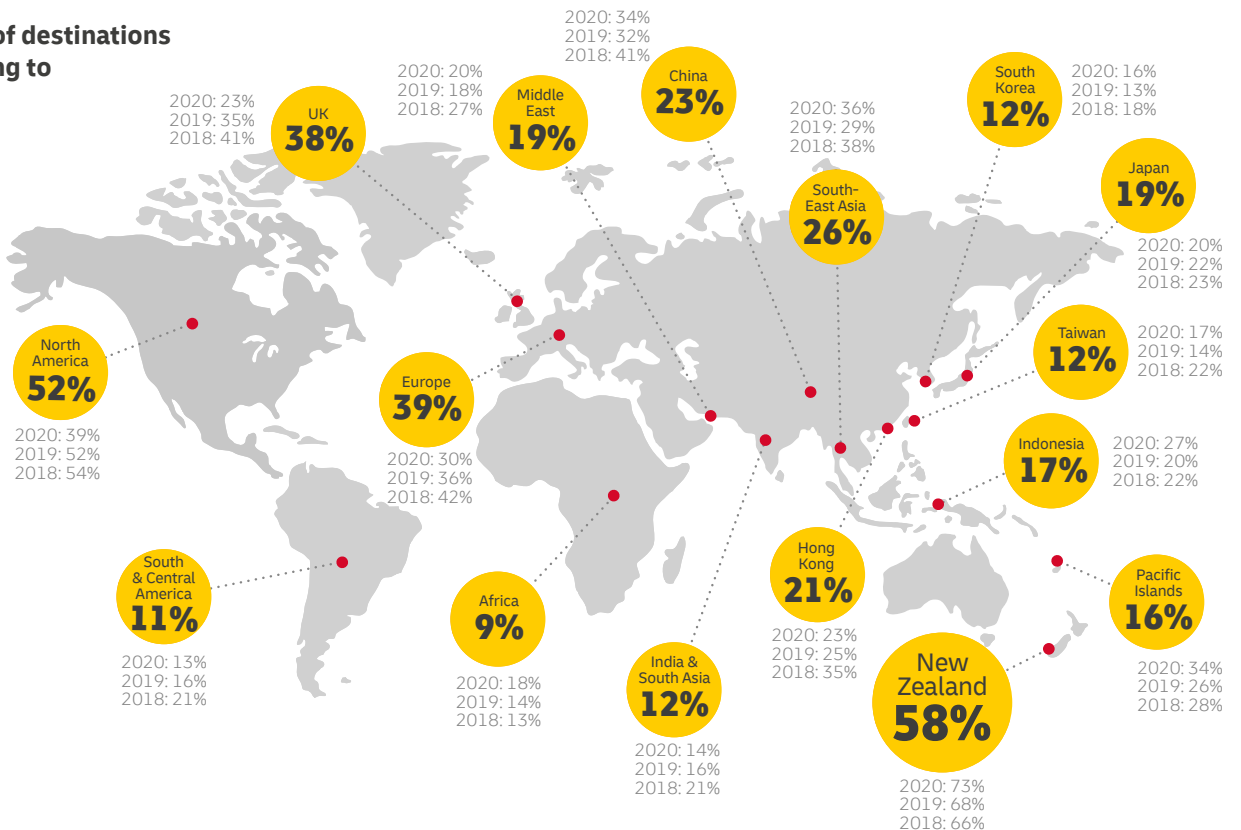 of destinations
ng to
2020: 34%
2019: 32%
2018: 41%
China
23%
2020: 20%
2019: 18%
2018: 27%
Middle
East
19%
2020: 23%
2019: 35%
2018: 41%
UK
38%
2020: 36%
2019: 29%
2018: 38%
South-
East Asia
26%
South
Korea
12%
2020: 16%
2019: 13%
2018: 18%
Japan
19%
2020: 20%
2019: 22%
2018: 23%
North
America
52%
2020: 39%
2019: 52%
2018: 54%
Europe
39%
2020: 30%
2019: 36%
2018: 42%
Taiwan
12%
2020: 17%
2019: 14%
2018: 22%
Indonesia
17%
2020: 27%
2019: 20%
2018: 22%
South
& Central
America
11%
2020: 13%
2019: 16%
2018: 21%
Africa
9%
2020: 18%
2019: 14%
2018: 13%
India &
South Asia
12%
2020: 14%
2019: 16%
2018: 21%
Hong
Kong
21%
2020: 23%
2019: 25%
2018: 35%
New
Zealand
58%
2020: 73%
2019: 68%
2018: 66%
Pacific
Islands
16%
2020: 34%
2019: 26%
2018: 28%